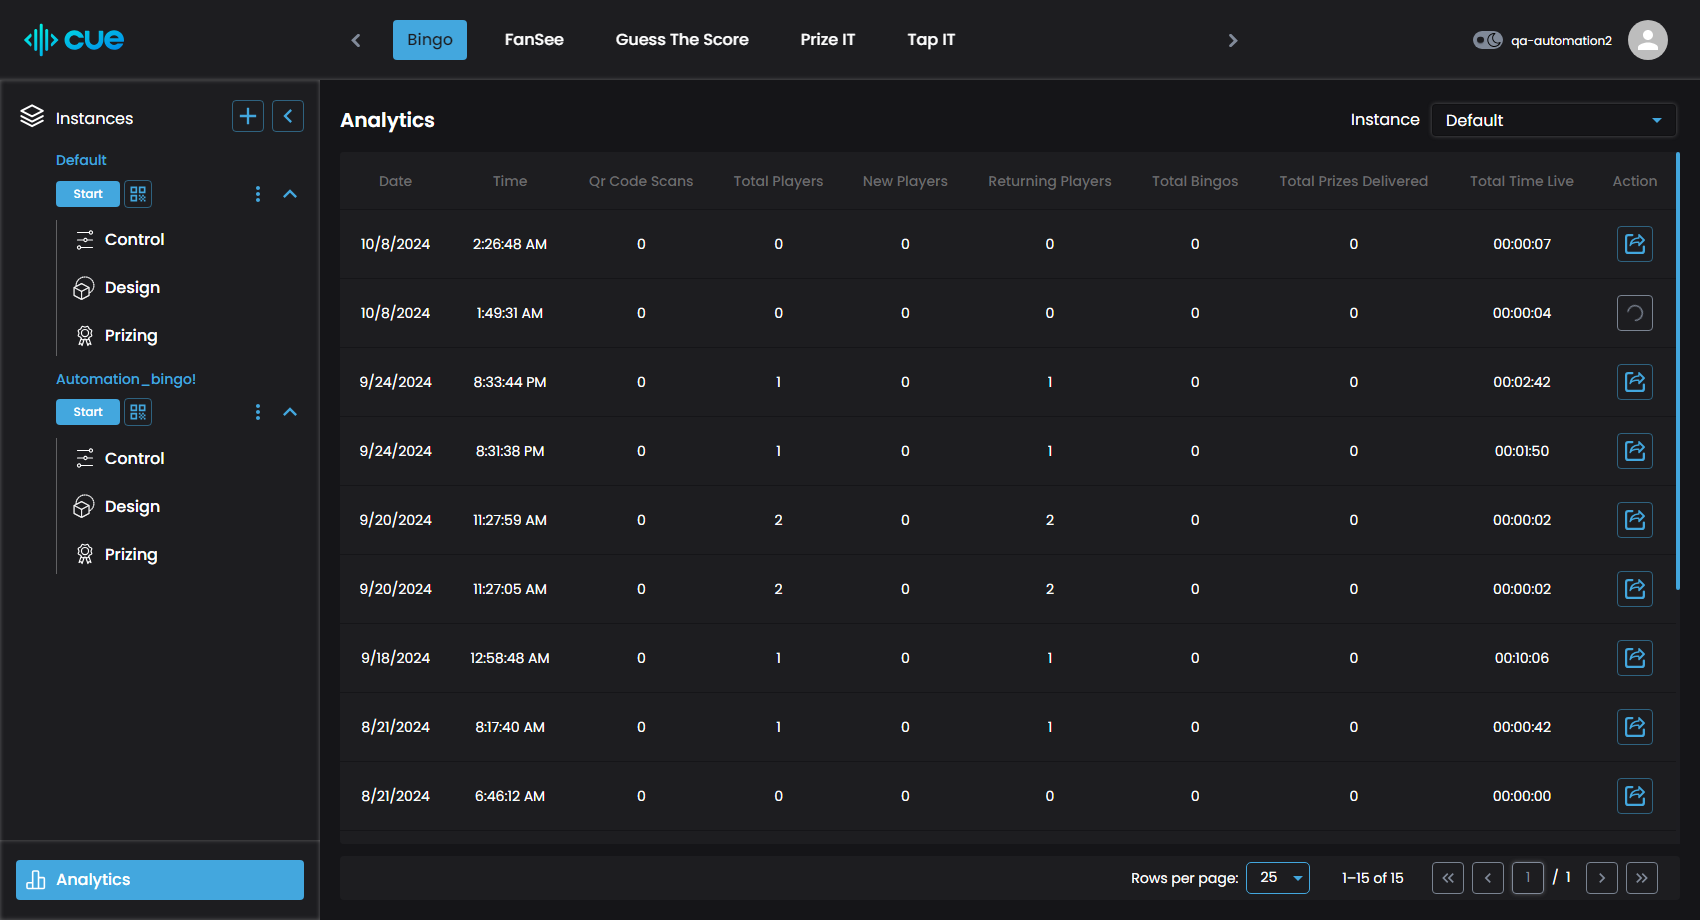 cue
Bingo
FanSee
Guess The Score
Prize IT
Tap IT
qa-automation2
Instances
Default
Start
Control
Design
Prizing
Automation_bingo!
Start
Control
Design
Prizing
Analytics
Analytics
Instance Default
Date Time Qr Code Scans Total Players New Players Returning Players Total Bingos Total Prizes Delivered Total Time Live Action
10/8/2024 2:26:48 AM 0 0 0 0 0 0 00:00:07
10/8/2024 1:49:31 AM 0 0 0 0 0 0 00:00:04
9/24/2024 8:33:44 PM 0 1 0 1 0 0 00:02:42
9/24/2024 8:31:38 PM 0 1 0 1 0 0 00:01:50
9/20/2024 11:27:59 AM 0 2 0 2 0 0 00:00:02
9/20/2024 11:27:05 AM 0 2 0 2 0 0 00:00:02
9/18/2024 12:58:48 AM 0 1 0 1 0 0 00:10:06
8/21/2024 8:17:40 AM 0 1 0 1 0 0 00:00:42
8/21/2024 6:46:12 AM 0 0 0 0 0 0 00:00:00
Rows per page: 25 1–15 of 15 1 / 1